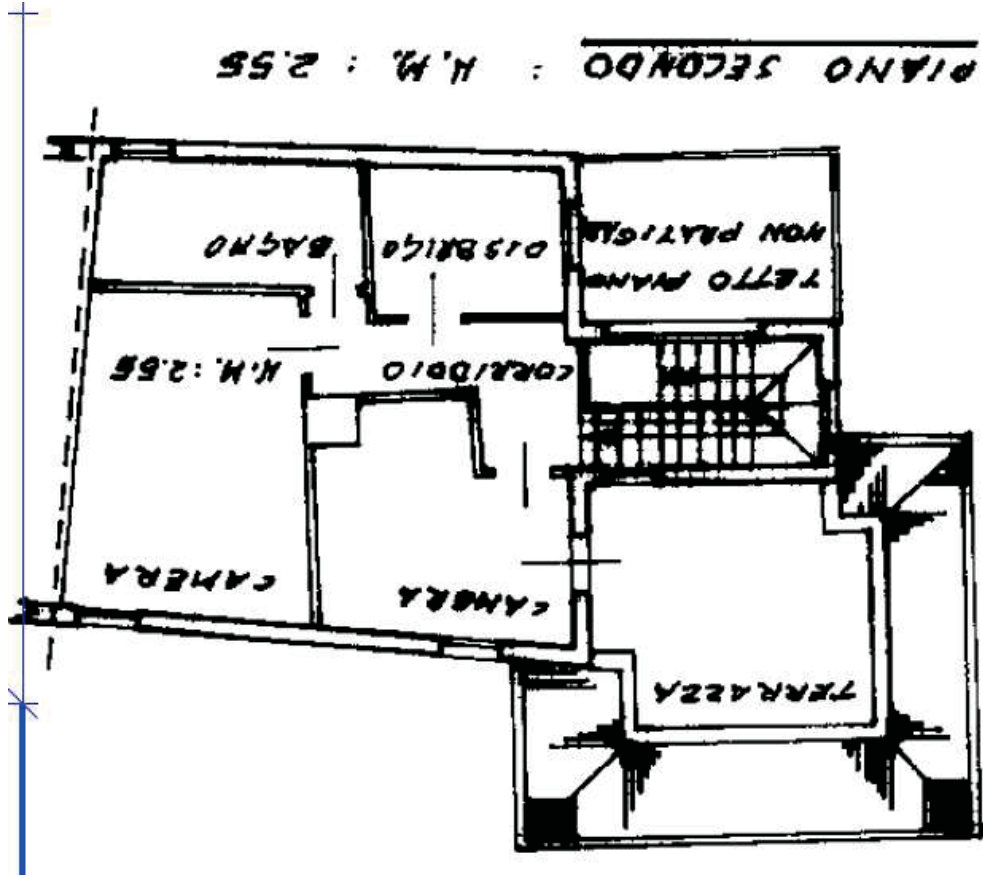 TERRAZZA
CAMERA
CAMERA
CORRIDOIO
H.M.: 2.55
TETTO PIANO
NON PRATICAB
DISBRIGO
BAGNO
PIANO SECONDO : H.M. : 2.55